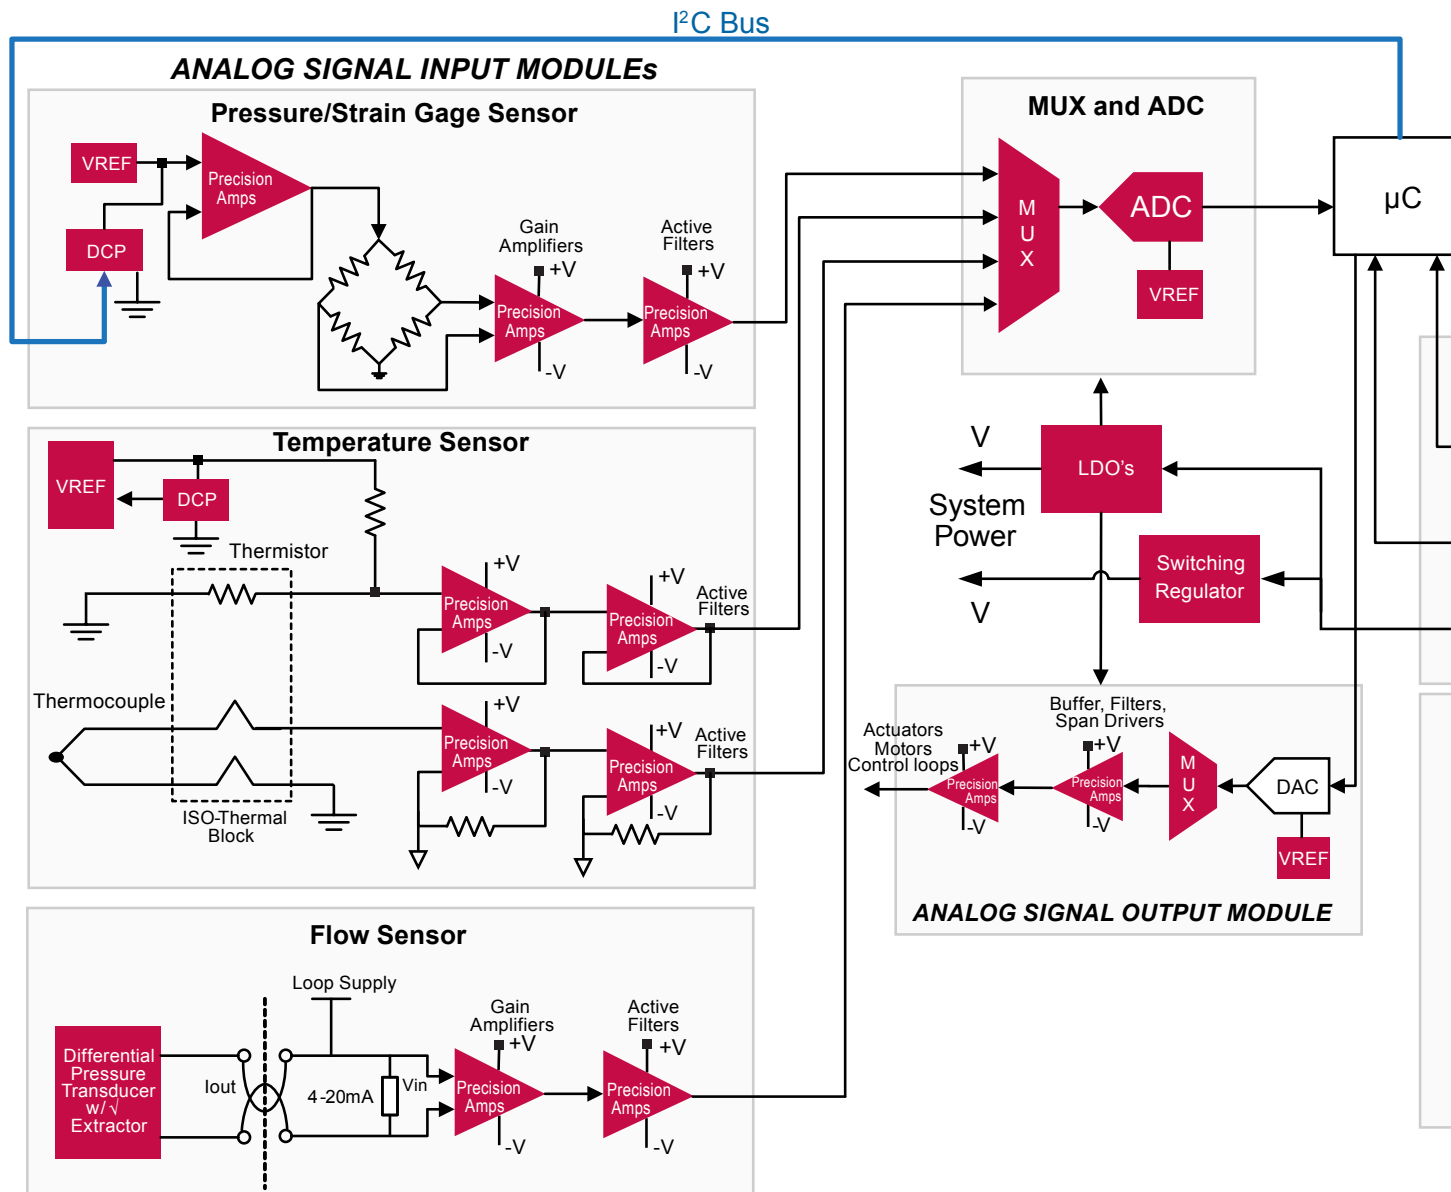 I²C Bus
ANALOG SIGNAL INPUT MODULEs
Pressure/Strain Gage Sensor
VREF
Precision
Amps
DCP
Gain
Amplifiers
+V
Precision
Amps
-V
Active
Filters
+V
Precision
Amps
-V
MUX and ADC
M
U
X
ADC
VREF
µC
Temperature Sensor
VREF
DCP
Thermistor
+V
Precision
Amps
-V
+V
Active
Filters
Precision
Amps
-V
Thermocouple
+V
Precision
Amps
-V
+V
Active
Filters
Precision
Amps
-V
ISO-Thermal
Block
V
LDO's
System
Power
Switching
Regulator
V
Buffer, Filters,
Span Drivers
Actuators
Motors
Control loops
+V
Precision
Amps
-V
+V
Precision
Amps
-V
M
U
X
DAC
VREF
ANALOG SIGNAL OUTPUT MODULE
Flow Sensor
Loop Supply
Differential
Pressure
Transducer
w/√
Extractor
Iout
4-20mA
Vin
Gain
Amplifiers
+V
Precision
Amps
-V
Active
Filters
+V
Precision
Amps
-V